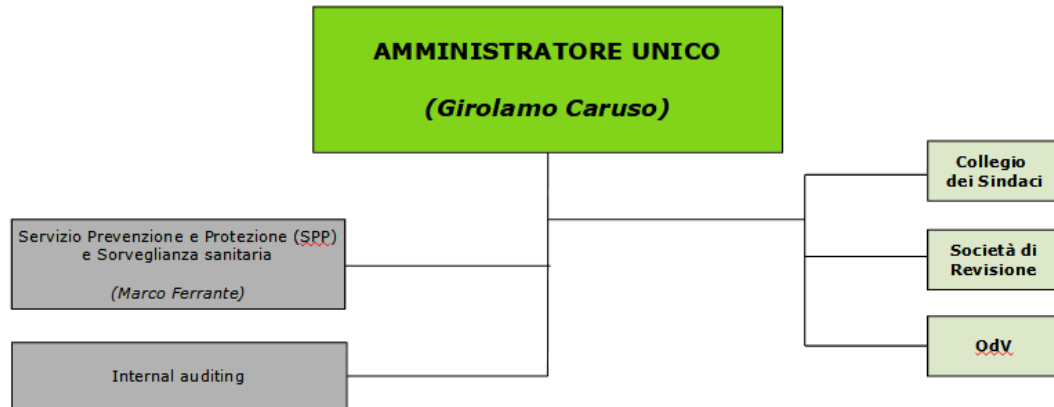 AMMINISTRATORE UNICO
(Girolamo Caruso)
Collegio
dei Sindaci
Servizio Prevenzione e Protezione (SPP)
e Sorveglianza sanitaria
(Marco Ferrante)
Società di
Revisione
OdV
Internal auditing